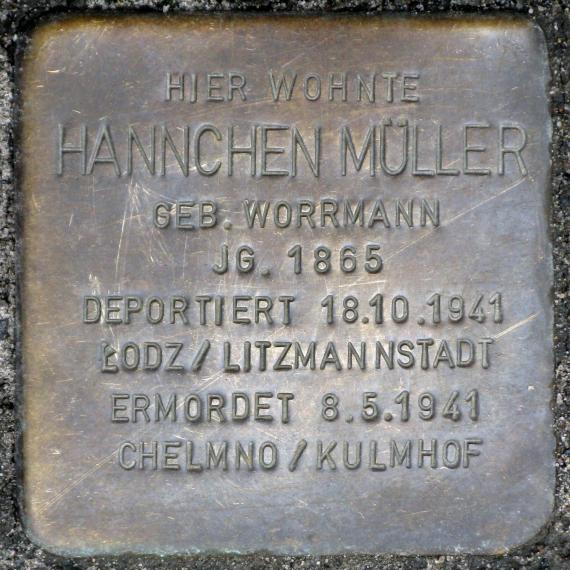 HIER WOHNTE
HANNCHEN MÜLLER
GEB. WORRMANN
JG. 1865
DEPORTIERT 18.10.1941
ŁODZ/LITZMANNSTADT
ERMORDET 8.5.1941
CHELMNO/KULMHOF